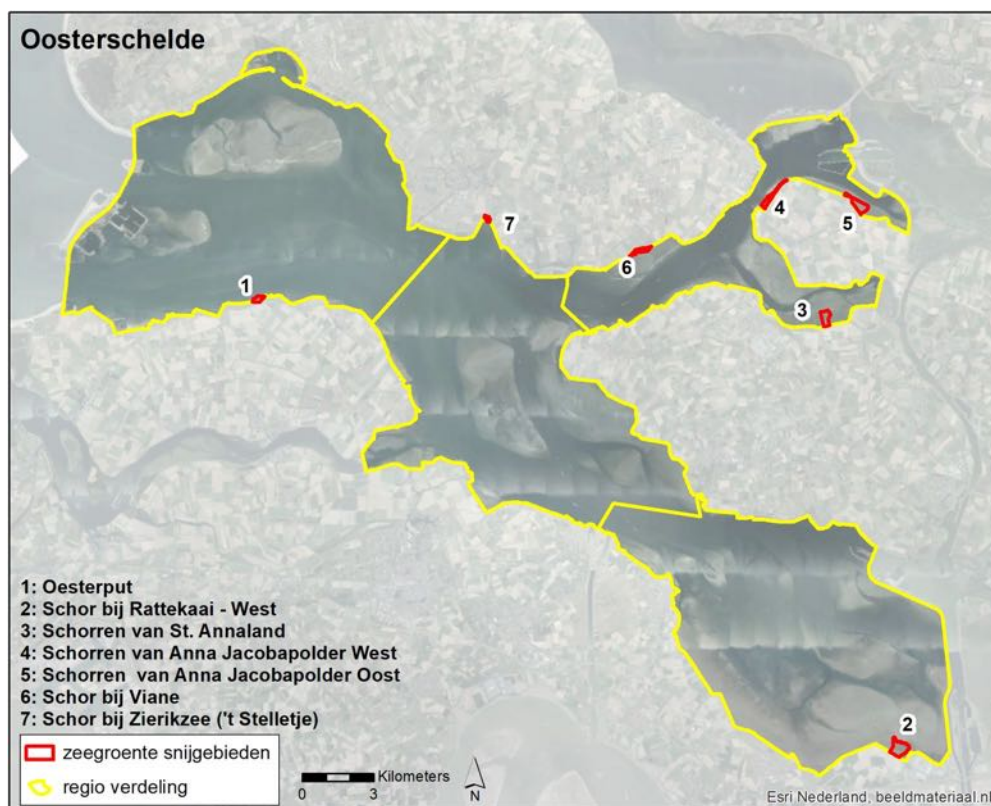 Oosterschelde
7
4
5
6
1
3
2
1: Oesterput
2: Schor bij Rattekaai - West
3: Schorren van St. Annaland
4: Schorren van Anna Jacobapolder West
5: Schorren van Anna Jacobapolder Oost
6: Schor bij Viane
7: Schor bij Zierikzee ('t Stelletje)
zeegroente snijgebieden
regio verdeling
Kilometers
0 3
N
Esri Nederland, beeldmateriaal.nl